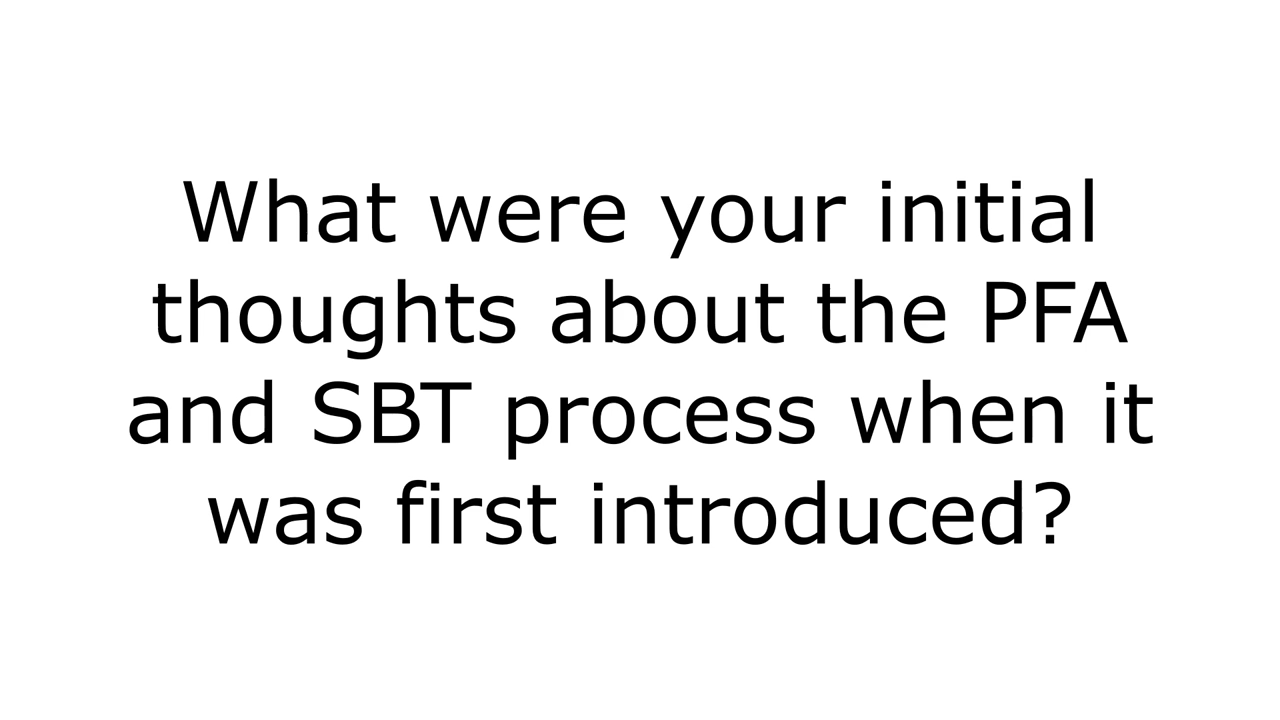 What were your initial
thoughts about the PFA
and SBT process when it
was first introduced?